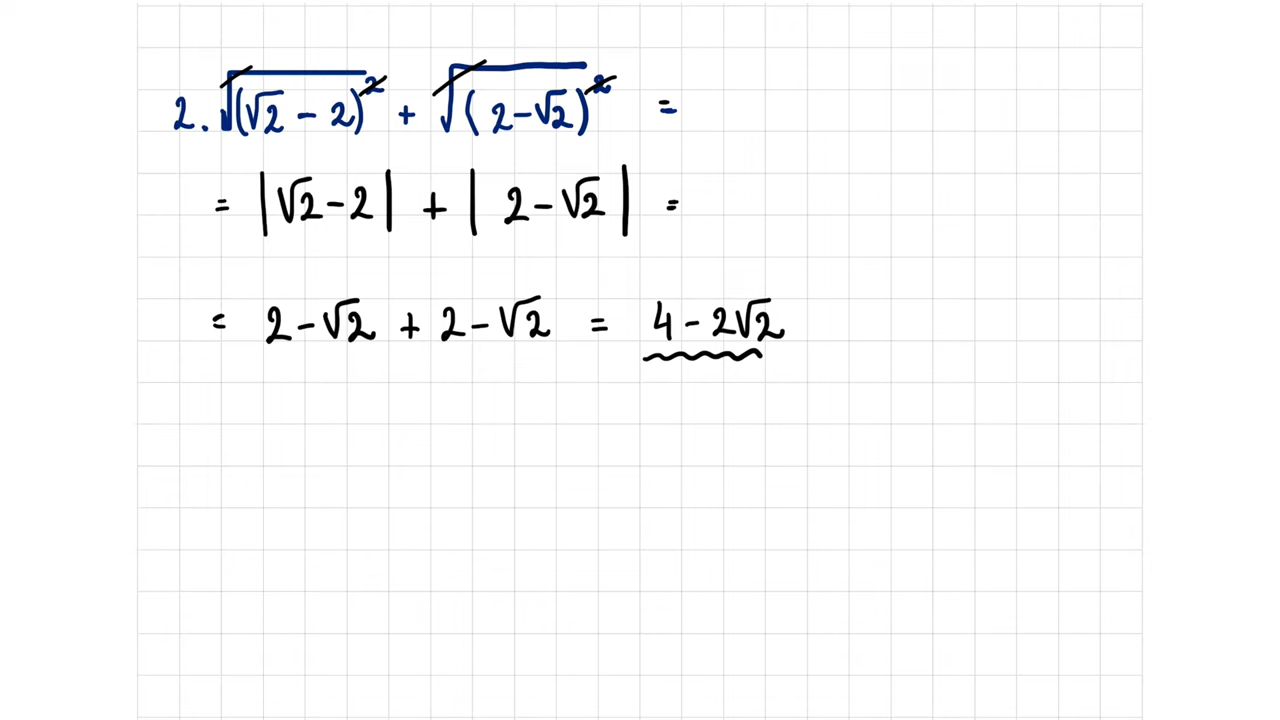 2. √(√2 - 2)² + √(2 - √2)² =
= |√2 - 2| + |2 - √2| =
= 2 - √2 + 2 - √2 = 4 - 2√2